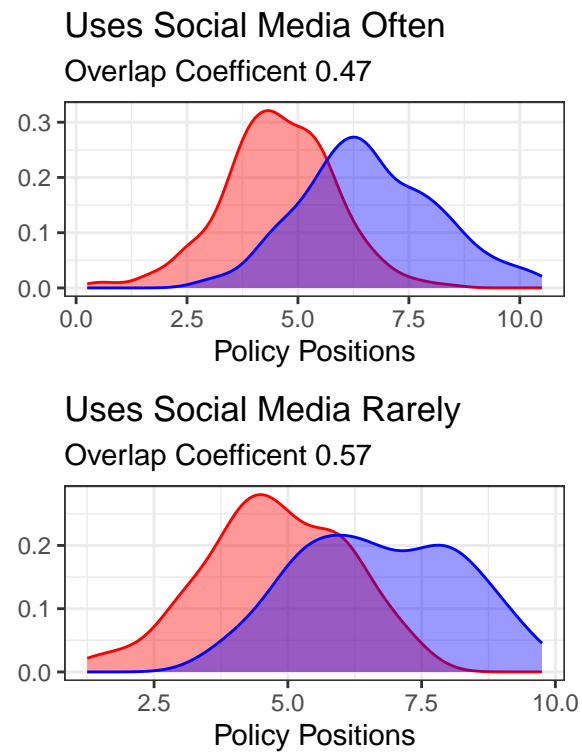 Uses Social Media Often
Overlap Coefficent 0.47
0.3
0.2
0.1
0.0
0.0 2.5 5.0 7.5 10.0
Policy Positions
Uses Social Media Rarely
Overlap Coefficent 0.57
0.2
0.1
0.0
2.5 5.0 7.5 10.0
Policy Positions